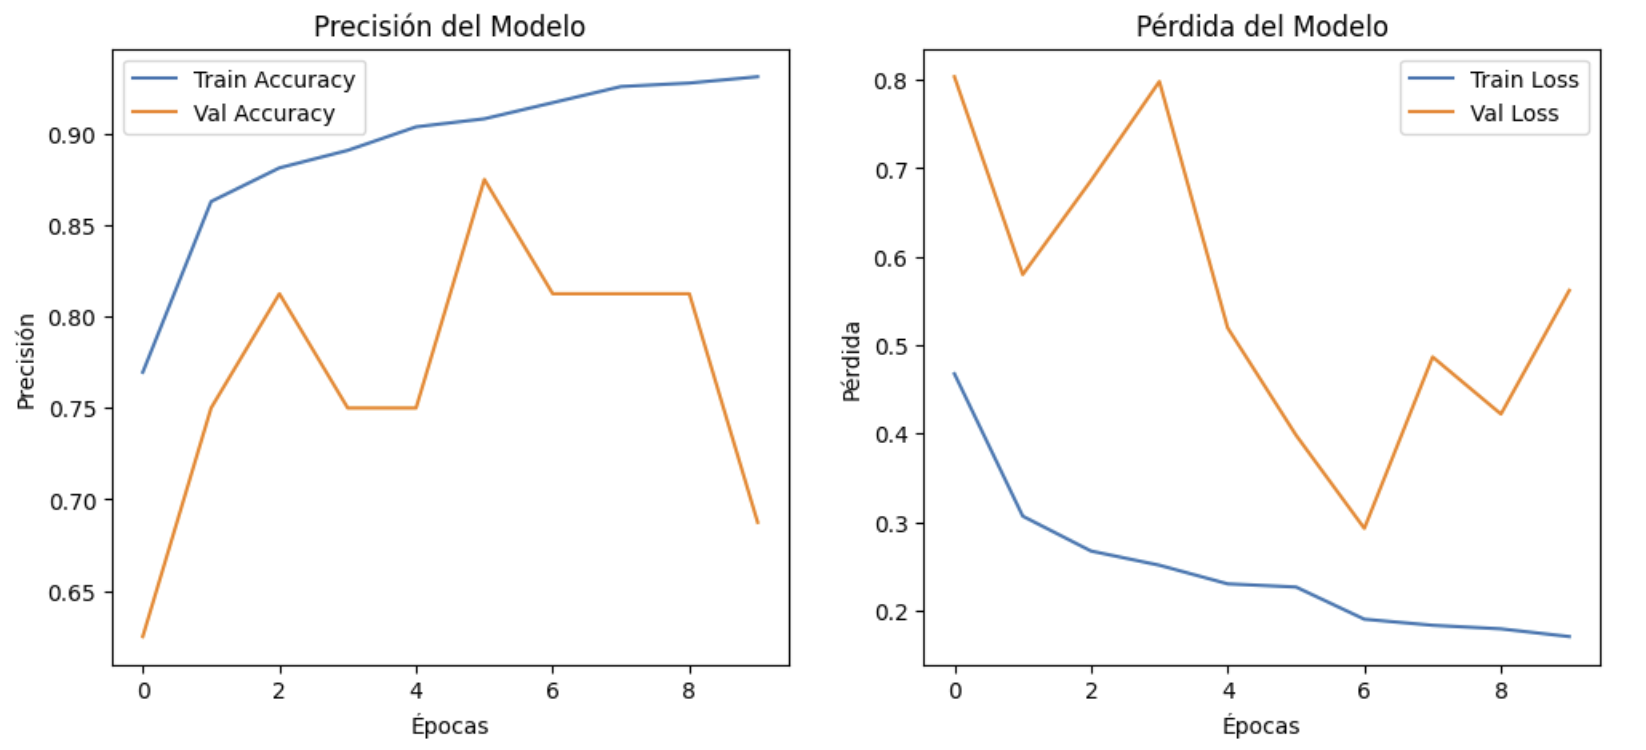 Precisión del Modelo
Train Accuracy
Val Accuracy
0.90
0.85
0.80
0.75
0.70
0.65
Precisión
0 2 4 6 8
Épocas
Pérdida del Modelo
Train Loss
Val Loss
0.8
0.7
0.6
0.5
0.4
0.3
0.2
Pérdida
0 2 4 6 8
Épocas